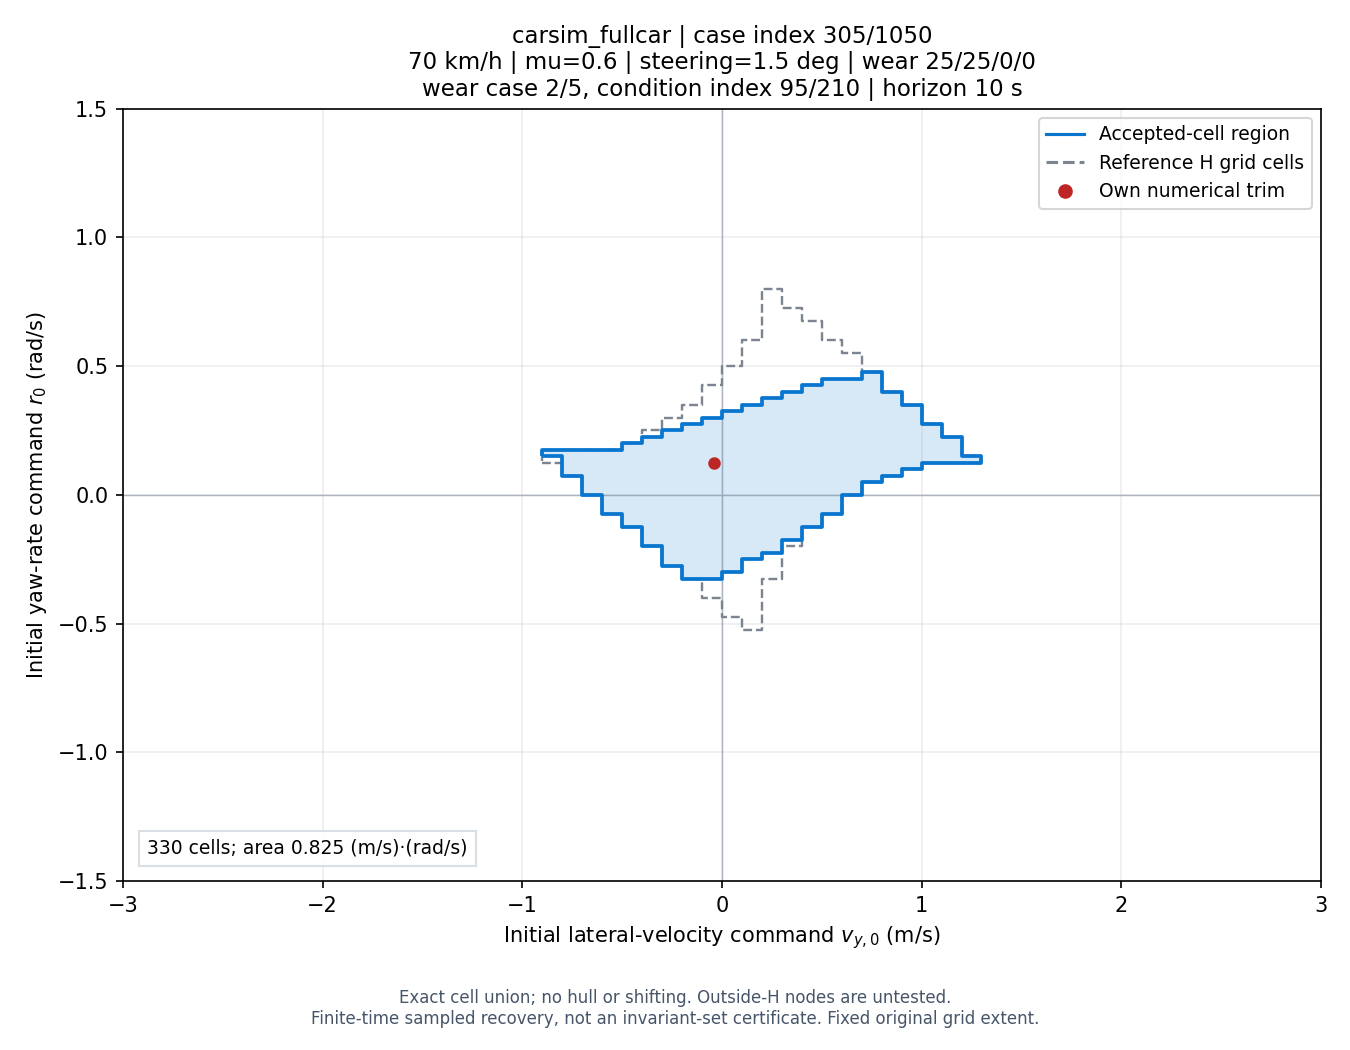 carsim_fullcar | case index 305/1050
70 km/h | mu=0.6 | steering=1.5 deg | wear 25/25/0/0
wear case 2/5, condition index 95/210 | horizon 10 s
Accepted-cell region
Reference H grid cells
Own numerical trim
1.5
1.0
0.5
0.0
−0.5
−1.0
−1.5
Initial yaw-rate command r0 (rad/s)
330 cells; area 0.825 (m/s)·(rad/s)
−3
−2
−1
0
1
2
3
Initial lateral-velocity command vy,0 (m/s)
Exact cell union; no hull or shifting. Outside-H nodes are untested.
Finite-time sampled recovery, not an invariant-set certificate. Fixed original grid extent.